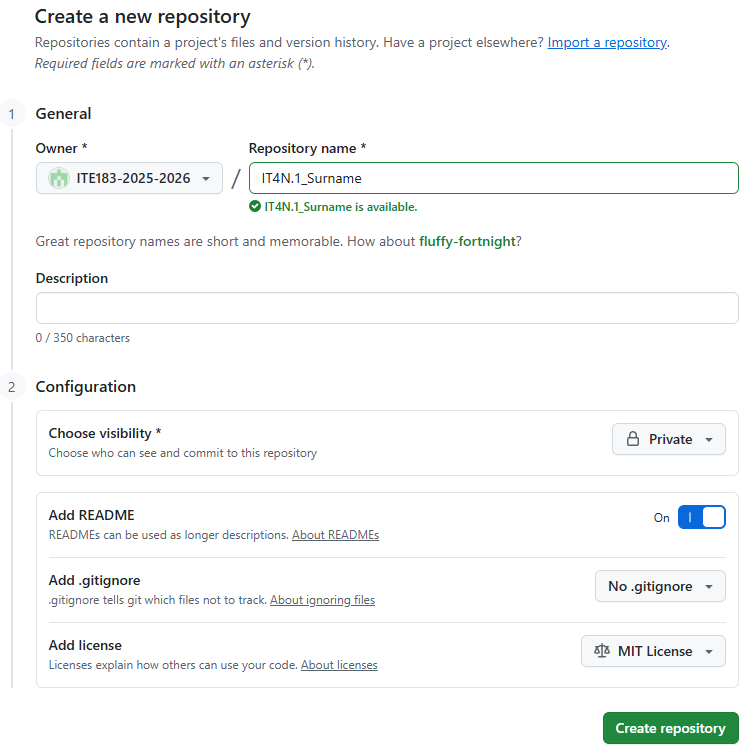 Create a new repository
Repositories contain a project's files and version history. Have a project elsewhere? Import a repository.
Required fields are marked with an asterisk (*).
1 General
Owner * Repository name *
ITE183-2025-2026 / IT4N.1_Surname
IT4N.1_Surname is available.
Great repository names are short and memorable. How about fluffy-fortnight?
Description
0 / 350 characters
2 Configuration
Choose visibility *
Choose who can see and commit to this repository
Private
Add README
READMEs can be used as longer descriptions. About READMEs
On
Add .gitignore
.gitignore tells git which files not to track. About ignoring files
No .gitignore
Add license
Licenses explain how others can use your code. About licenses
MIT License
Create repository